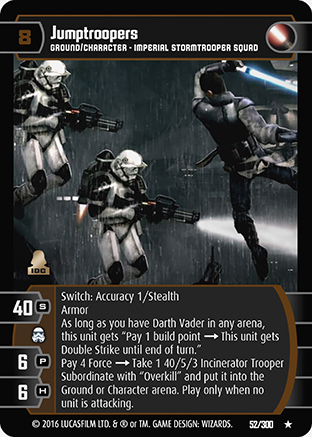 8
Jumptroopers
GROUND/CHARACTER - IMPERIAL STORMTROOPER SQUAD
IDC
40 S
6 P
6 H
Switch: Accuracy 1/Stealth
Armor
As long as you have Darth Vader in any arena,
this unit gets "Pay 1 build point → This unit gets
Double Strike until end of turn."
Pay 4 Force → Take 1 40/5/3 Incinerator Trooper
Subordinate with "Overkill" and put it into the
Ground or Character arena. Play only when no
unit is attacking.
© 2016 LUCASFILM LTD. & ® or TM. GAME DESIGN: WIZARDS. 52/300 ★